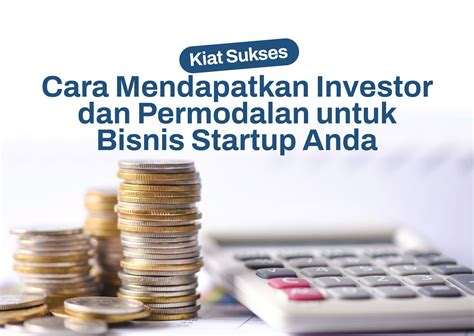 Kiat Sukses
Cara Mendapatkan Investor
dan Permodalan untuk
Bisnis Startup Anda